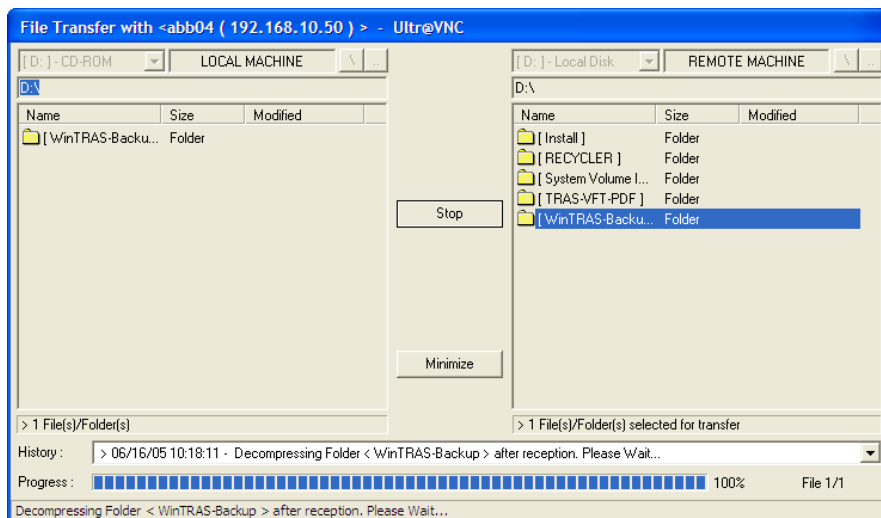 File Transfer with <abb04 ( 192.168.10.50 ) > - Ultr@VNC
[ D: ] - CD-ROM LOCAL MACHINE \ ..
D:\
Name Size Modified
[ WinTRAS-Backu... Folder
> 1 File(s)/Folder(s)
Stop
Minimize
[ D: ] - Local Disk REMOTE MACHINE \ ..
D:\
Name Size Modified
[ Install ] Folder
[ RECYCLER ] Folder
[ System Volume I... Folder
[ TRAS-VFT-PDF ] Folder
[ WinTRAS-Backu... Folder
> 1 File(s)/Folder(s) selected for transfer
History : > 06/16/05 10:18:11 - Decompressing Folder < WinTRAS-Backup > after reception. Please Wait...
Progress : 100% File 1/1
Decompressing Folder < WinTRAS-Backup > after reception. Please Wait...